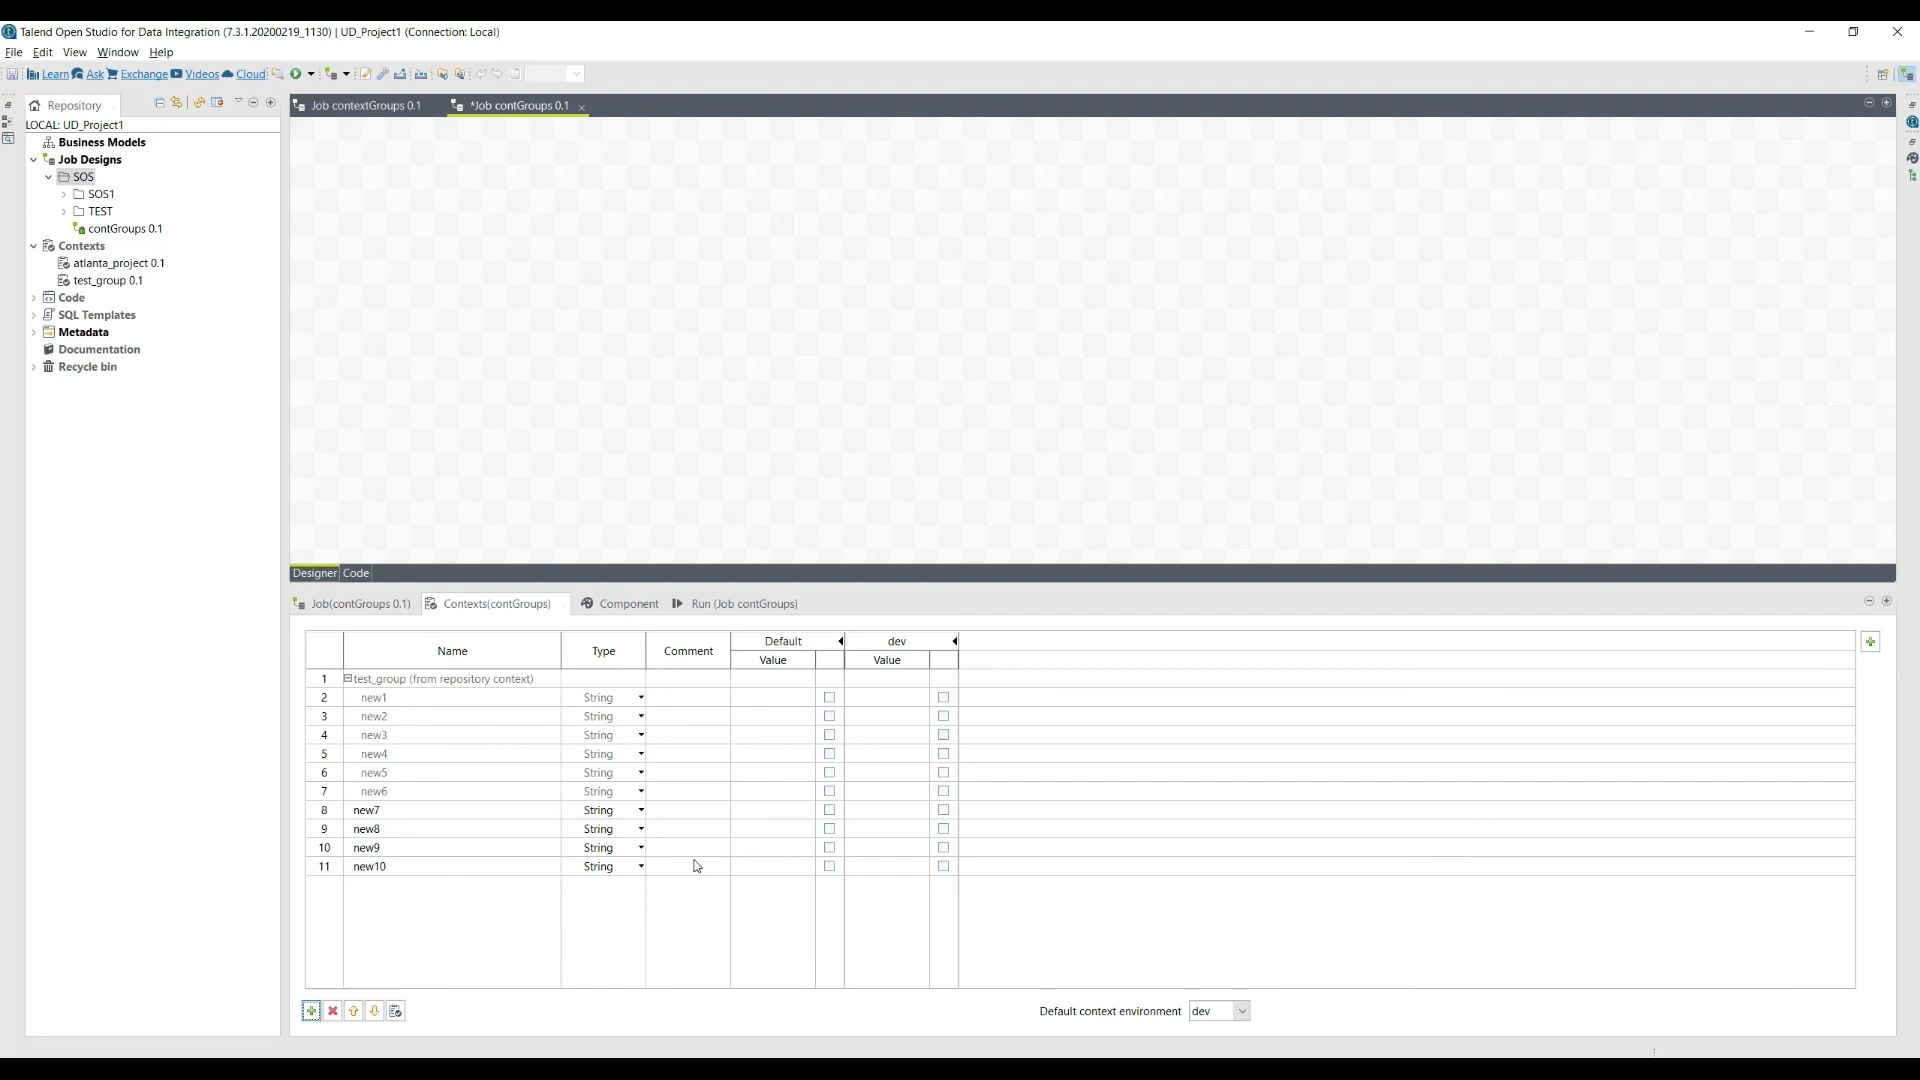 Talend Open Studio for Data Integration (7.3.1.20200219_1130) | UD_Project1 (Connection: Local)
File Edit View Window Help
Learn Ask Exchange Videos Cloud
Repository
LOCAL: UD_Project1
Business Models
Job Designs
SOS
SOS1
TEST
contGroups 0.1
Contexts
atlanta_project 0.1
test_group 0.1
Code
SQL Templates
Metadata
Documentation
Recycle bin
Job contextGroups 0.1 *Job contGroups 0.1
Designer Code
Job(contGroups 0.1) Contexts(contGroups) Component Run (Job contGroups)
Name Type Comment Default dev
Value Value
1 test_group (from repository context)
2 new1 String
3 new2 String
4 new3 String
5 new4 String
6 new5 String
7 new6 String
8 new7 String
9 new8 String
10 new9 String
11 new10 String
Default context environment dev